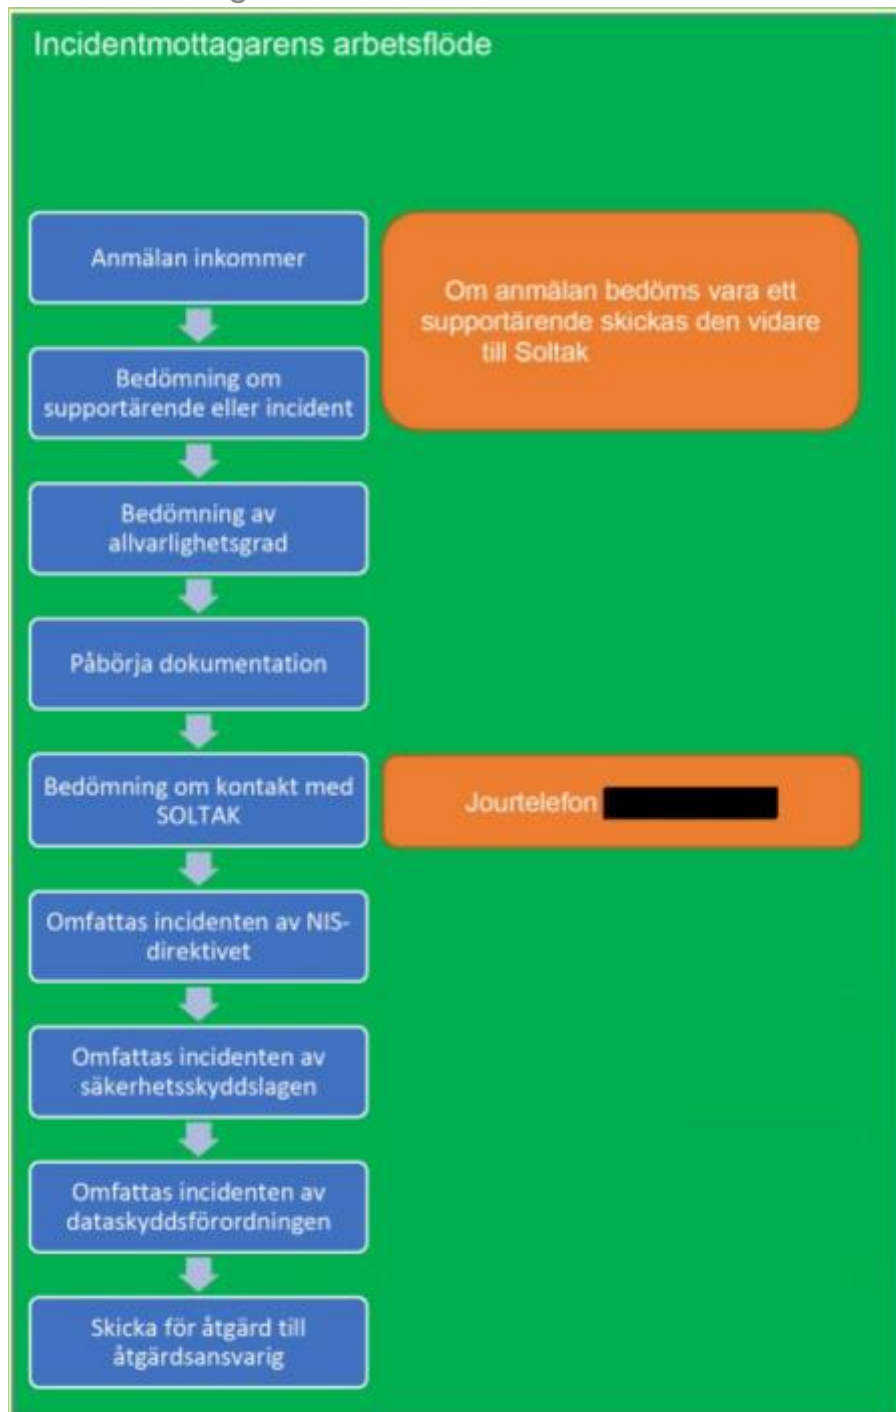 Incidentmottagarens arbetsflöde
Anmälan inkommer
Om anmälan bedöms vara ett
supportärende skickas den vidare
till Soltak
Bedömning om
supportärende eller incident
Bedömning av
allvarlighetsgrad
Påbörja dokumentation
Bedömning om kontakt med
SOLTAK
Jourtelefon
Omfattas incidenten av NIS-
direktivet
Omfattas incidenten av
säkerhetsskyddslagen
Omfattas incidenten av
dataskyddsförordningen
Skicka för åtgärd till
åtgärdsansvarig